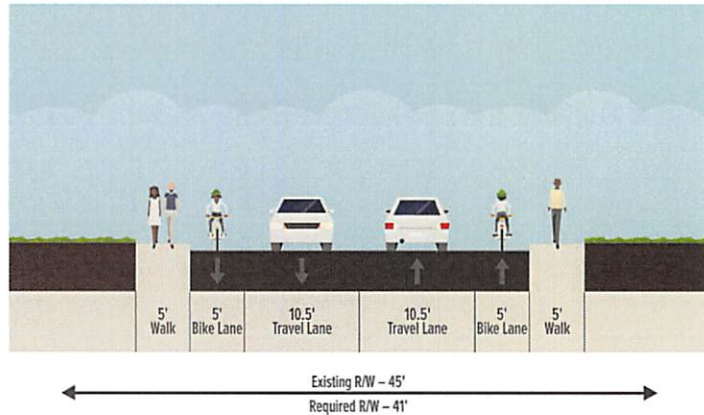 5' 5' 10.5' 10.5' 5' 5'
Walk Bike Lane Travel Lane Travel Lane Bike Lane Walk
Existing R/W – 45'
Required R/W – 41'